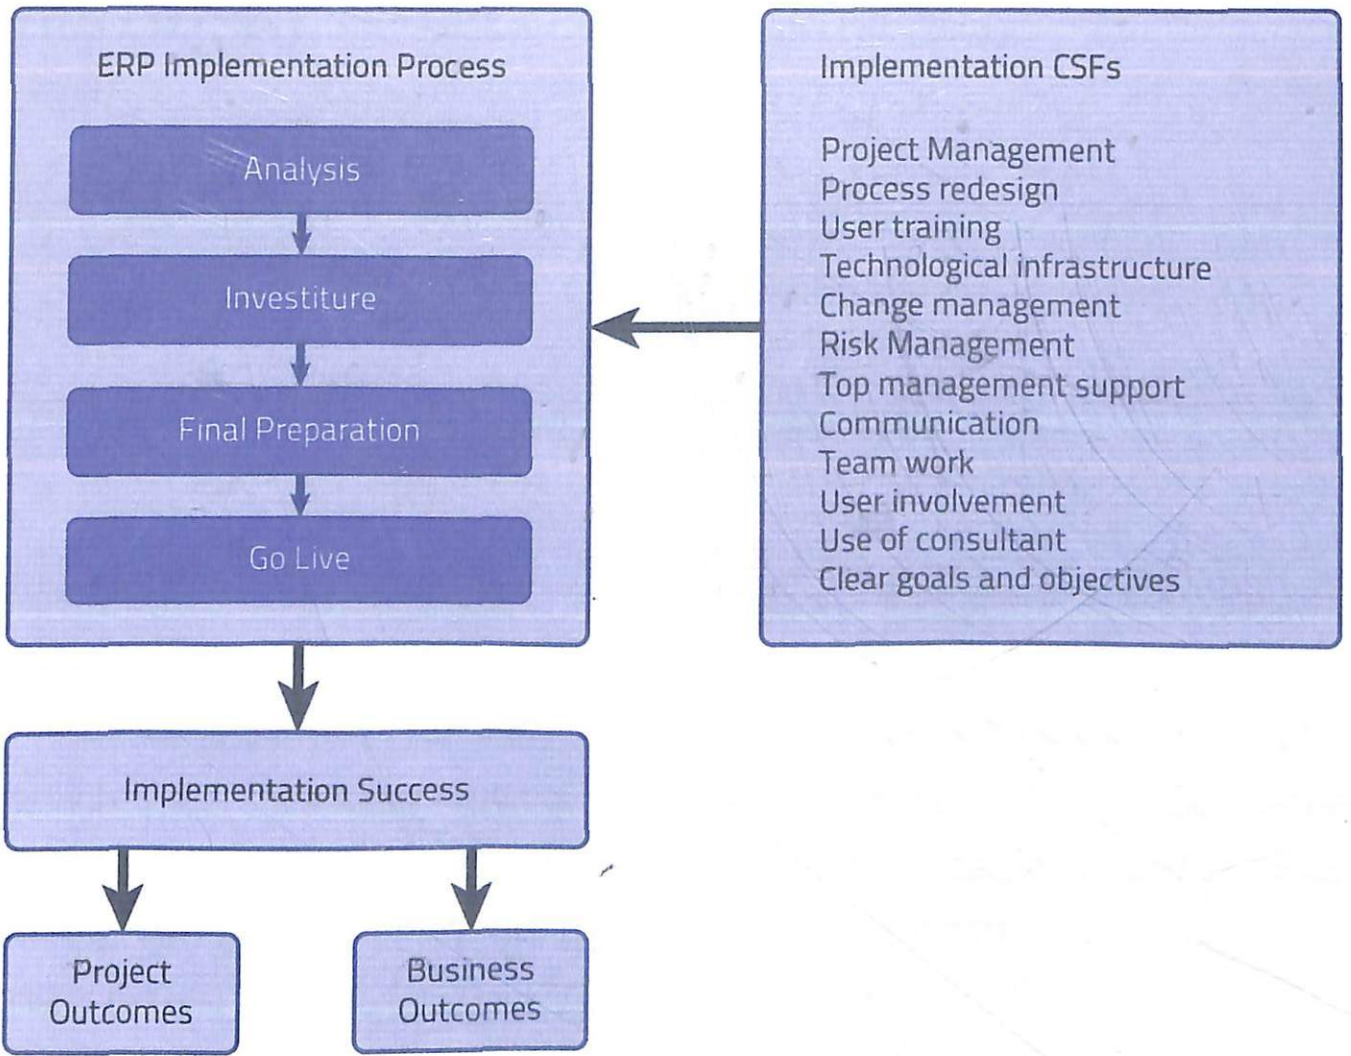 ERP Implementation Process
Analysis
Investiture
Final Preparation
Go Live
Implementation CSFs
Project Management
Process redesign
User training
Technological infrastructure
Change management
Risk Management
Top management support
Communication
Team work
User involvement
Use of consultant
Clear goals and objectives
Implementation Success
Project
Outcomes
Business
Outcomes